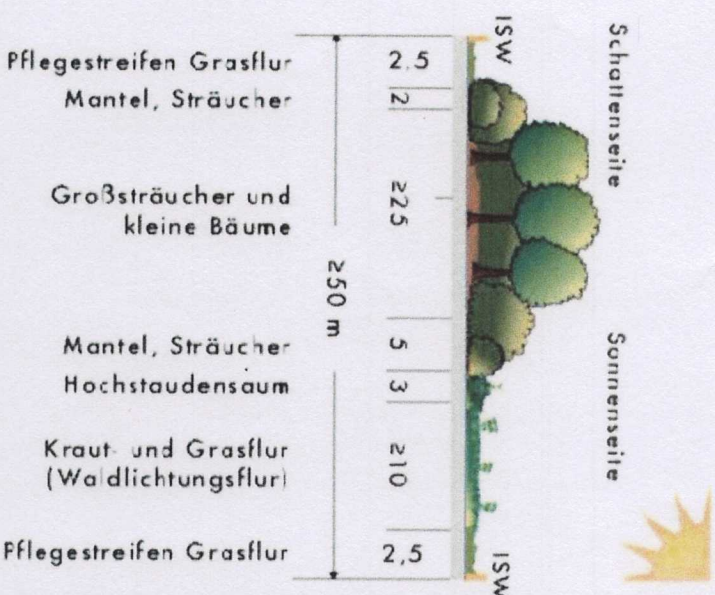 Pflegestreifen Grasflur
2.5
Mantel, Sträucher
2
Großsträucher und
kleine Bäume
≥25
≥50 m
Mantel, Sträucher
5
Hochstaudensaum
3
Kraut- und Grasflur
(Waldlichtungsflur)
≥10
Pflegestreifen Grasflur
2,5
ISW
Schattenseite
Sonnenseite
ISW